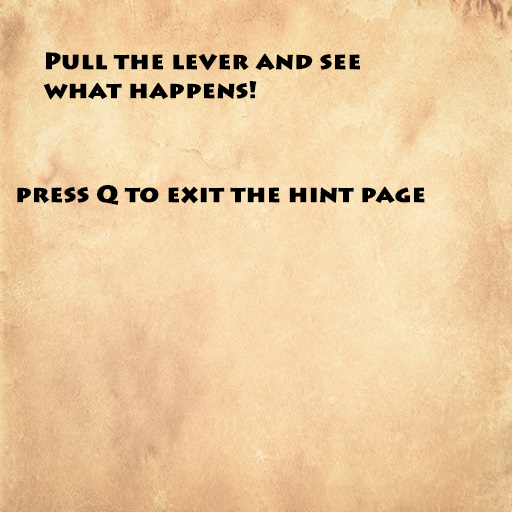 Pull the lever and see
what happens!
press Q to exit the hint page